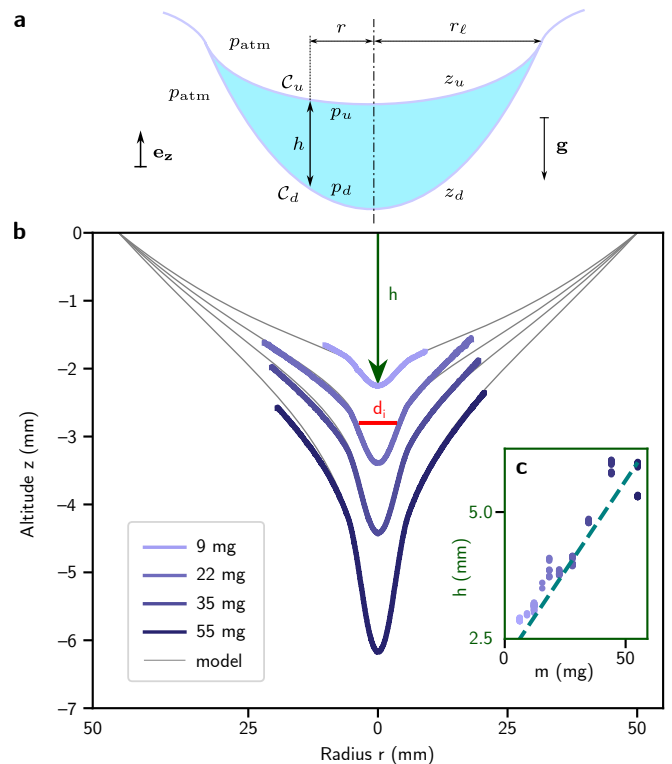 a
r
r_ℓ
p_atm
p_atm
C_u
z_u
p_u
h
e_z
g
C_d
p_d
z_d
b
0
−1
−2
−3
−4
−5
−6
−7
Altitude z (mm)
h
d_i
9 mg
22 mg
35 mg
55 mg
model
c
5.0
2.5
h (mm)
0
50
m (mg)
50
25
0
25
50
Radius r (mm)